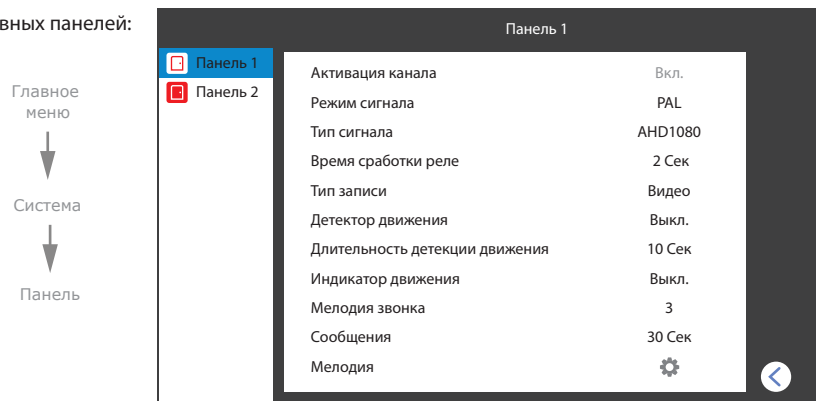 вных панелей:
Главное
меню
Система
Панель
Панель 1
Панель 1
Панель 2
Активация канала Вкл.
Режим сигнала PAL
Тип сигнала AHD1080
Время сработки реле 2 Сек
Тип записи Видео
Детектор движения Выкл.
Длительность детекции движения 10 Сек
Индикатор движения Выкл.
Мелодия звонка 3
Сообщения 30 Сек
Мелодия